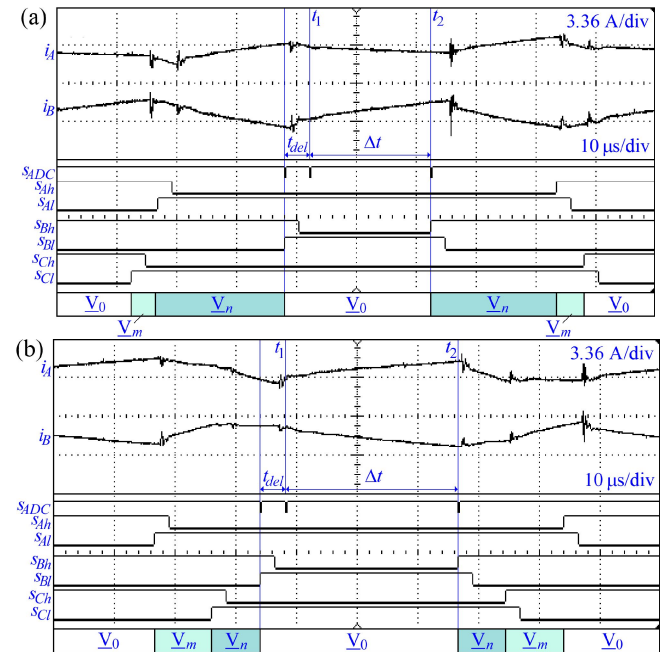 (a)
t1
t2
3.36 A/div
iA
iB
tdel
Δt
10 µs/div
sADC
sAh
sAl
sBh
sBl
sCh
sCl
V0
Vn
V0
Vn
V0
Vm
Vm
(b)
t1
t2
3.36 A/div
iA
iB
tdel
Δt
10 µs/div
sADC
sAh
sAl
sBh
sBl
sCh
sCl
V0
Vm
Vn
V0
Vn
Vm
V0